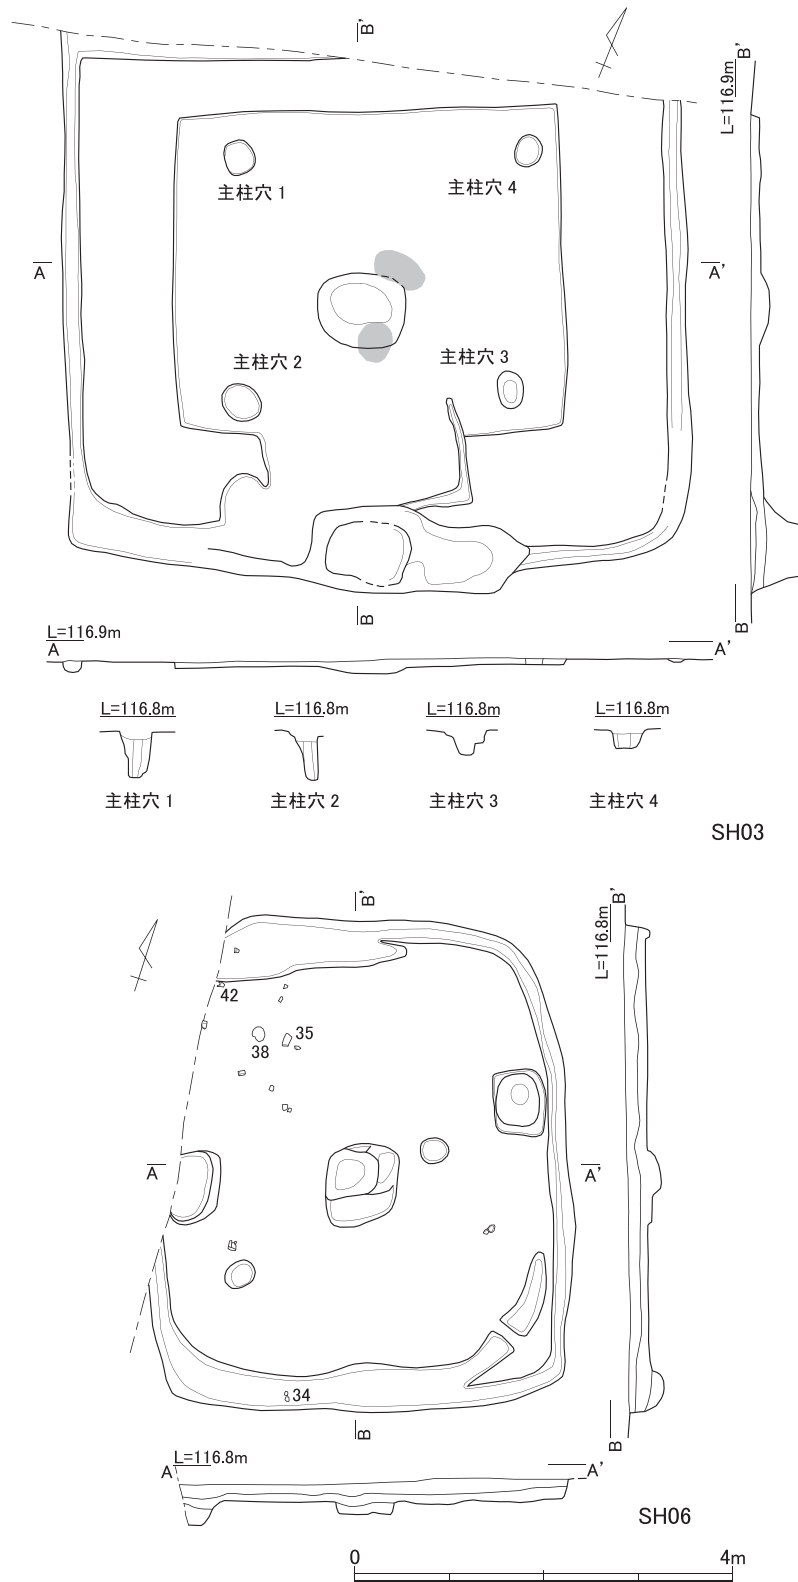 B'
B'
L=116.9m
主柱穴 1
主柱穴 4
A
A'
主柱穴 2
主柱穴 3
B
B
L=116.9m
A
A'
L=116.8m
L=116.8m
L=116.8m
L=116.8m
主柱穴 1
主柱穴 2
主柱穴 3
主柱穴 4
SH03
B'
B'
L=116.8m
42
35
38
A
A'
34
B
B
L=116.8m
A
A'
SH06
0
4m